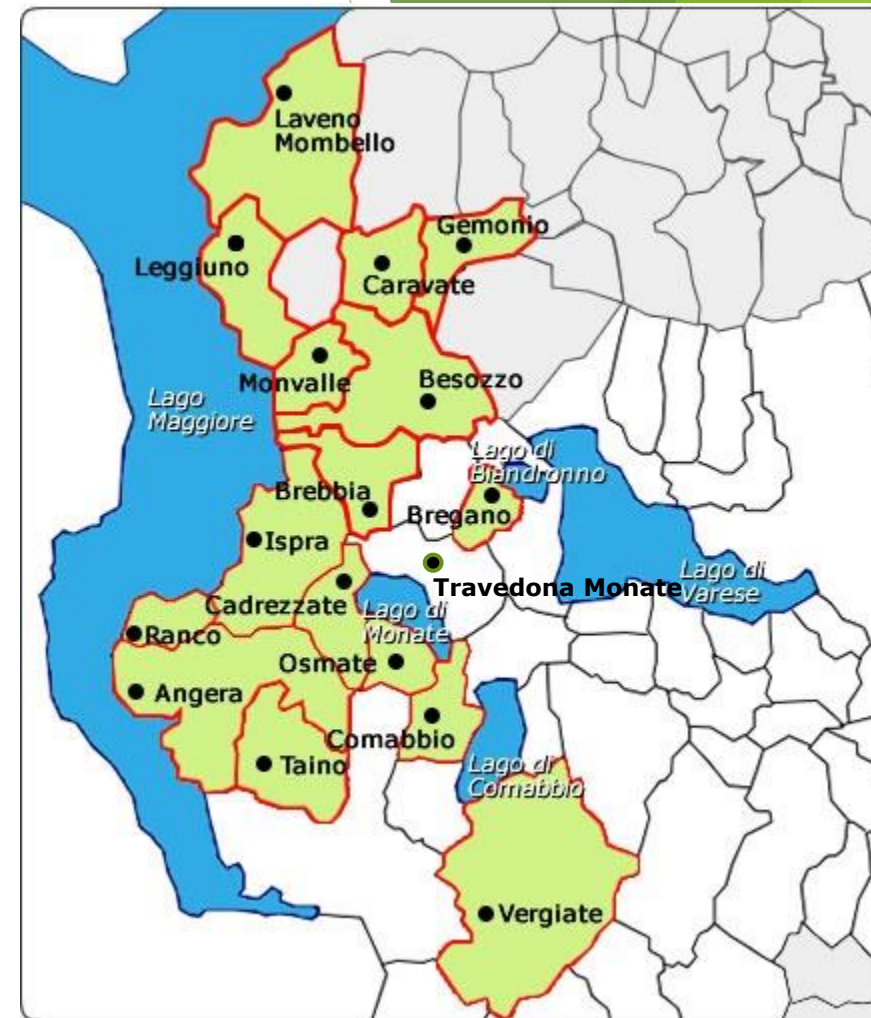 Laveno
Mombello
Gemonio
Leggiuno
Caravate
Monvalle
Besozzo
Lago
Maggiore
Lago di
Biandronno
Brebbia
Bregano
Ispra
Travedona Monate
Lago di
Varese
Cadrezzate
Lago di
Monate
Ranco
Osmate
Angera
Comabbio
Taino
Lago di
Comabbio
Vergiate